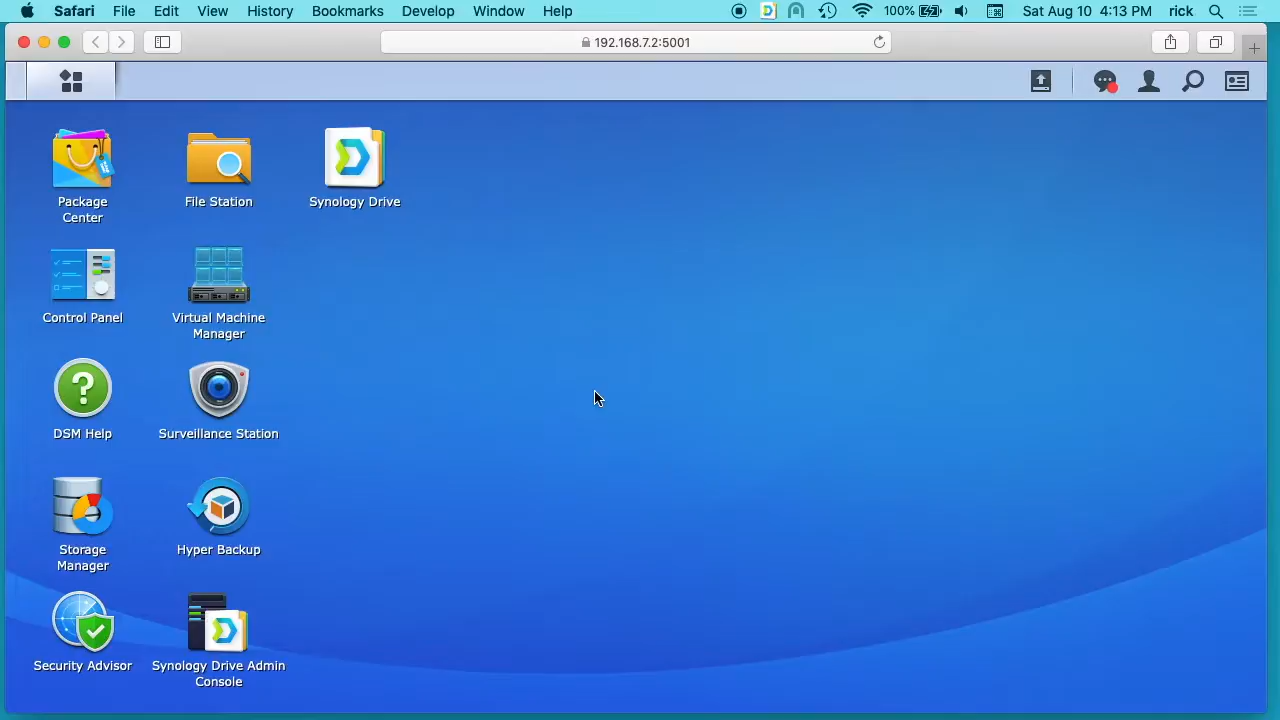 Safari File Edit View History Bookmarks Develop Window Help 100% Sat Aug 10 4:13 PM rick
192.168.7.2:5001
Package
Center
File Station
Synology Drive
Control Panel
Virtual Machine
Manager
DSM Help
Surveillance Station
Storage
Manager
Hyper Backup
Security Advisor
Synology Drive Admin
Console